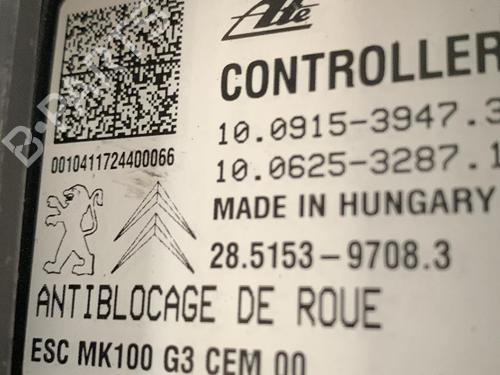 Ate
CONTROLLER
10.0915-3947.3
0010411724400066
10.0625-3287.1
MADE IN HUNGARY
28.5153-9708.3
ANTIBLOCAGE DE ROUE
ESC MK100 G3 CEM 00
B-PARTS